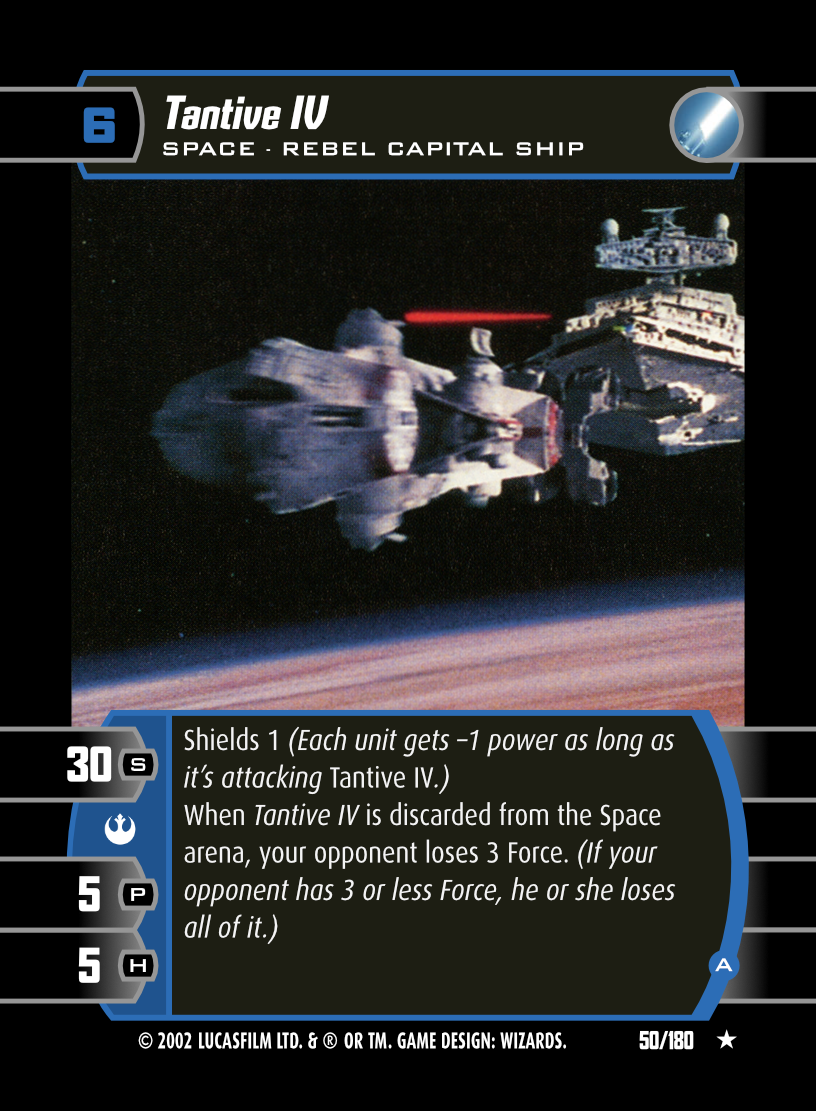 6
Tantive IV
SPACE - REBEL CAPITAL SHIP
30 S
5 P
5 H
Shields 1 (Each unit gets –1 power as long as
it's attacking Tantive IV.)
When Tantive IV is discarded from the Space
arena, your opponent loses 3 Force. (If your
opponent has 3 or less Force, he or she loses
all of it.)
A
© 2002 LUCASFILM LTD. & ® OR TM. GAME DESIGN: WIZARDS.
50/180 ★